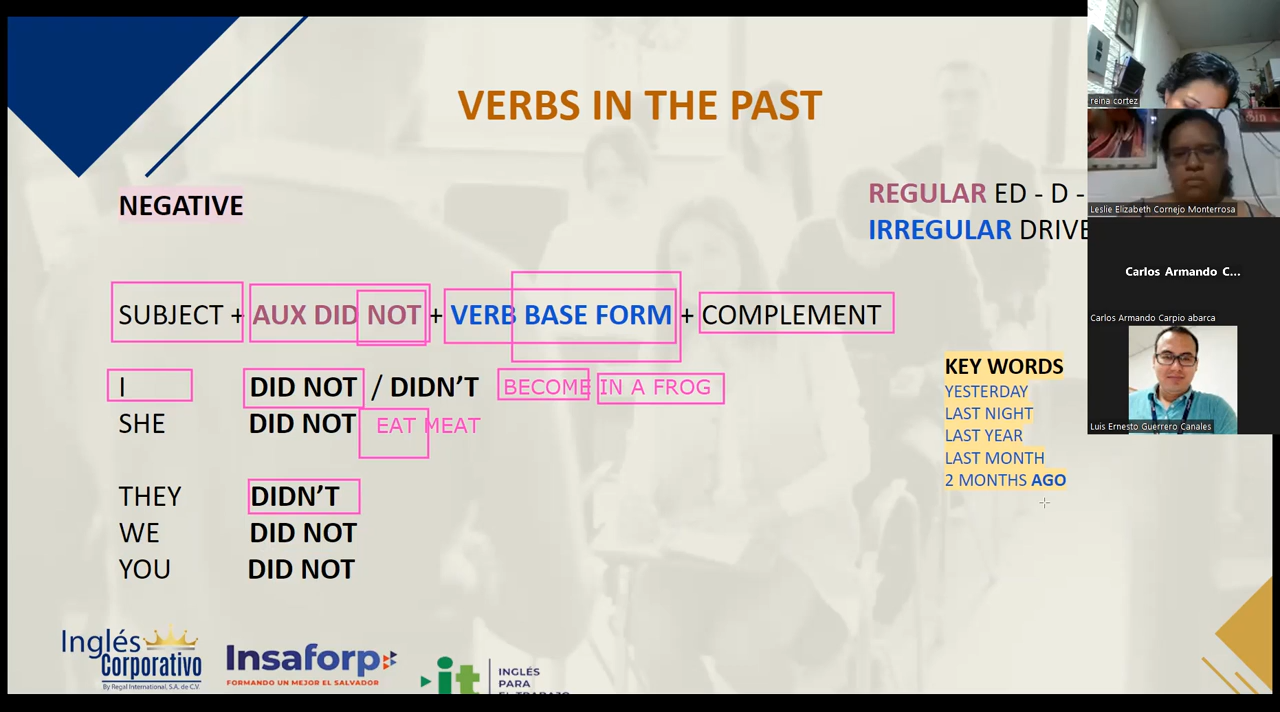 VERBS IN THE PAST
NEGATIVE
REGULAR ED - D -
IRREGULAR DRIVE
SUBJECT + AUX DID NOT + VERB BASE FORM + COMPLEMENT
I DID NOT / DIDN'T BECOME IN A FROG
SHE DID NOT EAT MEAT
THEY DIDN'T
WE DID NOT
YOU DID NOT
KEY WORDS
YESTERDAY
LAST NIGHT
LAST YEAR
LAST MONTH
2 MONTHS AGO
Inglés
Corporativo
By Regal International, S.A. de C.V.
Insaforp
FORMANDO UN MEJOR EL SALVADOR
it
INGLÉS
PARA
EL TRABAJO
reina cortez
Leslie Elizabeth Cornejo Monterrosa
Carlos Armando C...
Carlos Armando Carpio abarca
Luis Ernesto Guerrero Canales